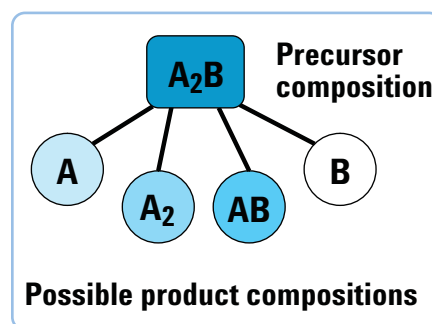 A₂B
Precursor
composition
A
A₂
AB
B
Possible product compositions